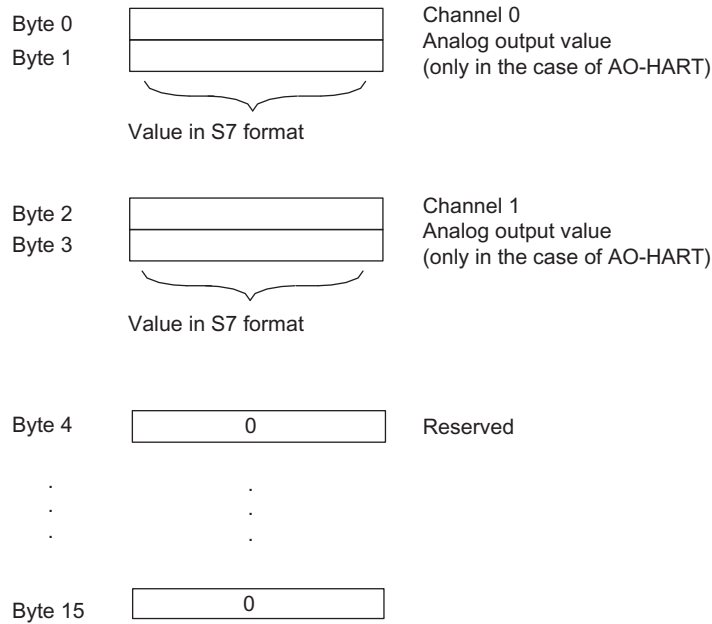 Byte 0
Byte 1
Channel 0
Analog output value
(only in the case of AO-HART)
Value in S7 format
Byte 2
Byte 3
Channel 1
Analog output value
(only in the case of AO-HART)
Value in S7 format
Byte 4
0
Reserved
. .
. .
. .
Byte 15
0